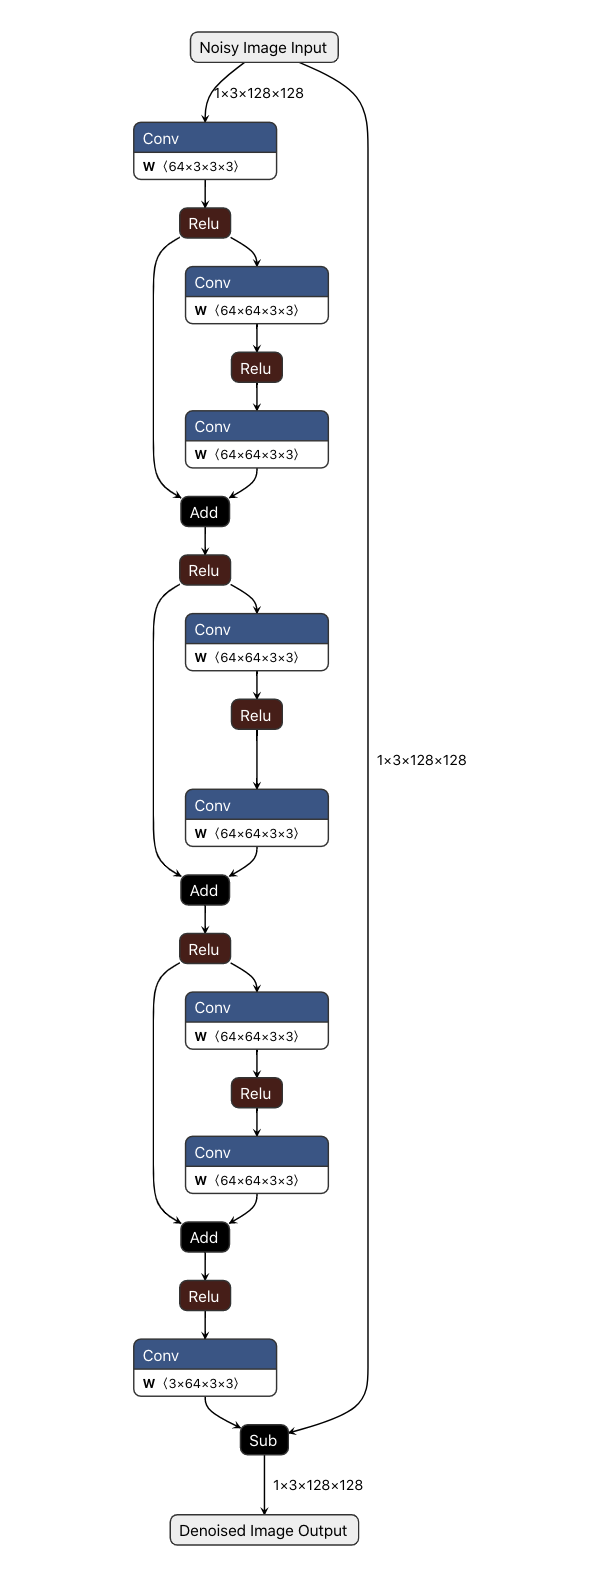 Noisy Image Input
1×3×128×128
Conv
W〈64×3×3×3〉
Relu
Conv
W〈64×64×3×3〉
Relu
Conv
W〈64×64×3×3〉
Add
Relu
Conv
W〈64×64×3×3〉
Relu
1×3×128×128
Conv
W〈64×64×3×3〉
Add
Relu
Conv
W〈64×64×3×3〉
Relu
Conv
W〈64×64×3×3〉
Add
Relu
Conv
W〈3×64×3×3〉
Sub
1×3×128×128
Denoised Image Output